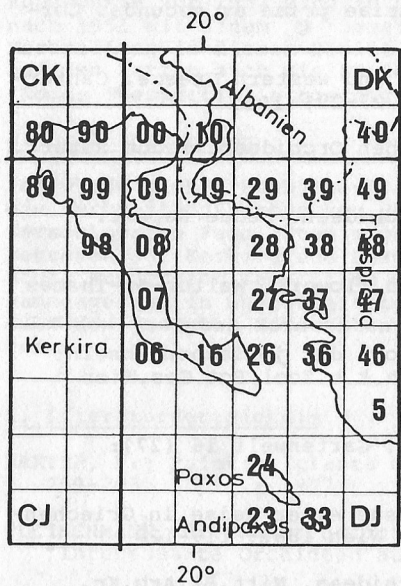 20°
CK DK
Albanien
80 90 00 10 40
89 99 09 19 29 39 49
98 08 28 38 48
Thesprotia
07 27 37 47
Kerkira 06 16 26 36 46
5
Paxos 24
CJ Andipaxos 23 33 DJ
20°